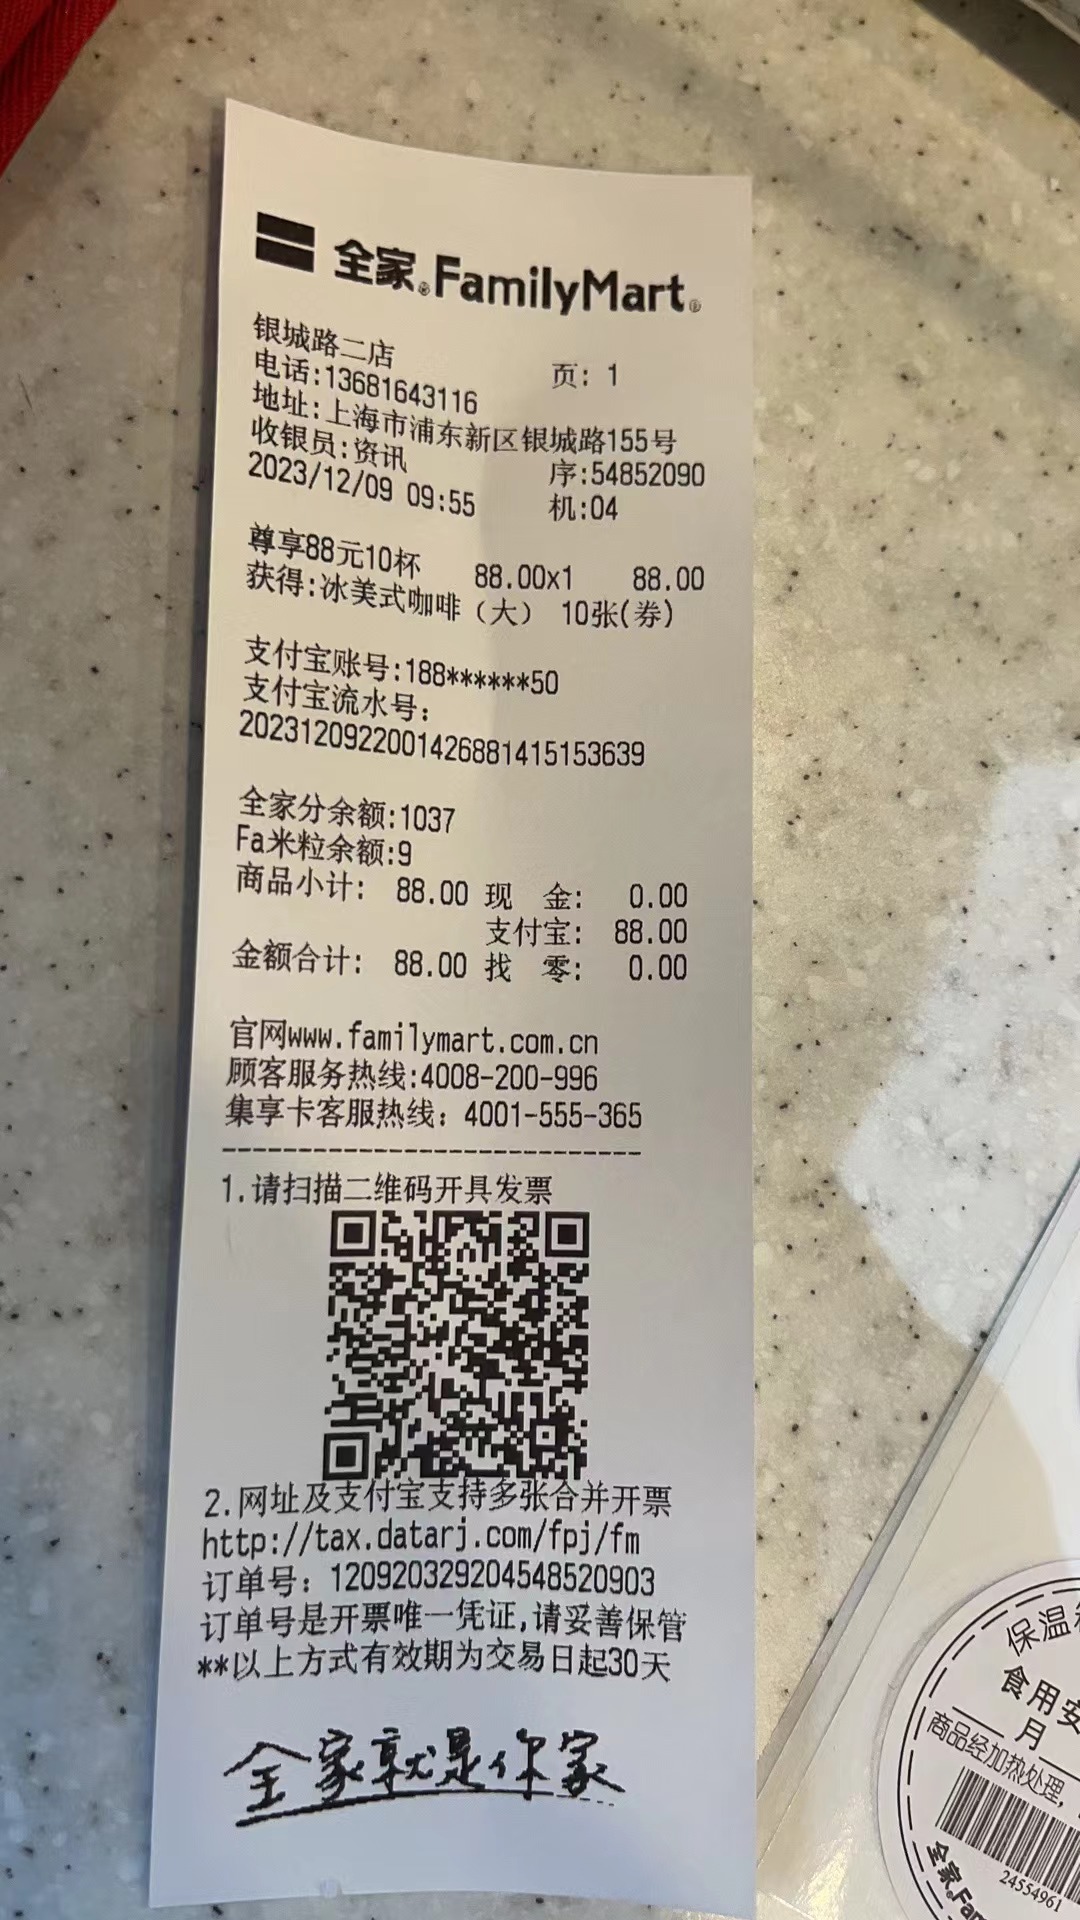 全家®FamilyMart®
银城路二店
电话:13681643116 页: 1
地址:上海市浦东新区银城路155号
收银员:资讯 序:54852090
2023/12/09 09:55 机:04
尊享88元10杯 88.00x1 88.00
获得:冰美式咖啡（大） 10张(券)
支付宝账号:188******50
支付宝流水号:
2023120922001426881415153639
全家分余额:1037
Fa米粒余额:9
商品小计: 88.00 现 金: 0.00
支付宝: 88.00
金额合计: 88.00 找 零: 0.00
官网www.familymart.com.cn
顾客服务热线:4008-200-996
集享卡客服热线: 4001-555-365
1.请扫描二维码开具发票
2.网址及支付宝支持多张合并开票
http://tax.datarj.com/fpj/fm
订单号: 120920329204548520903
订单号是开票唯一凭证,请妥善保管
**以上方式有效期为交易日起30天
全家就是你家
保温
食用安
月
商品经加热处理,
24554961
全家®Fam